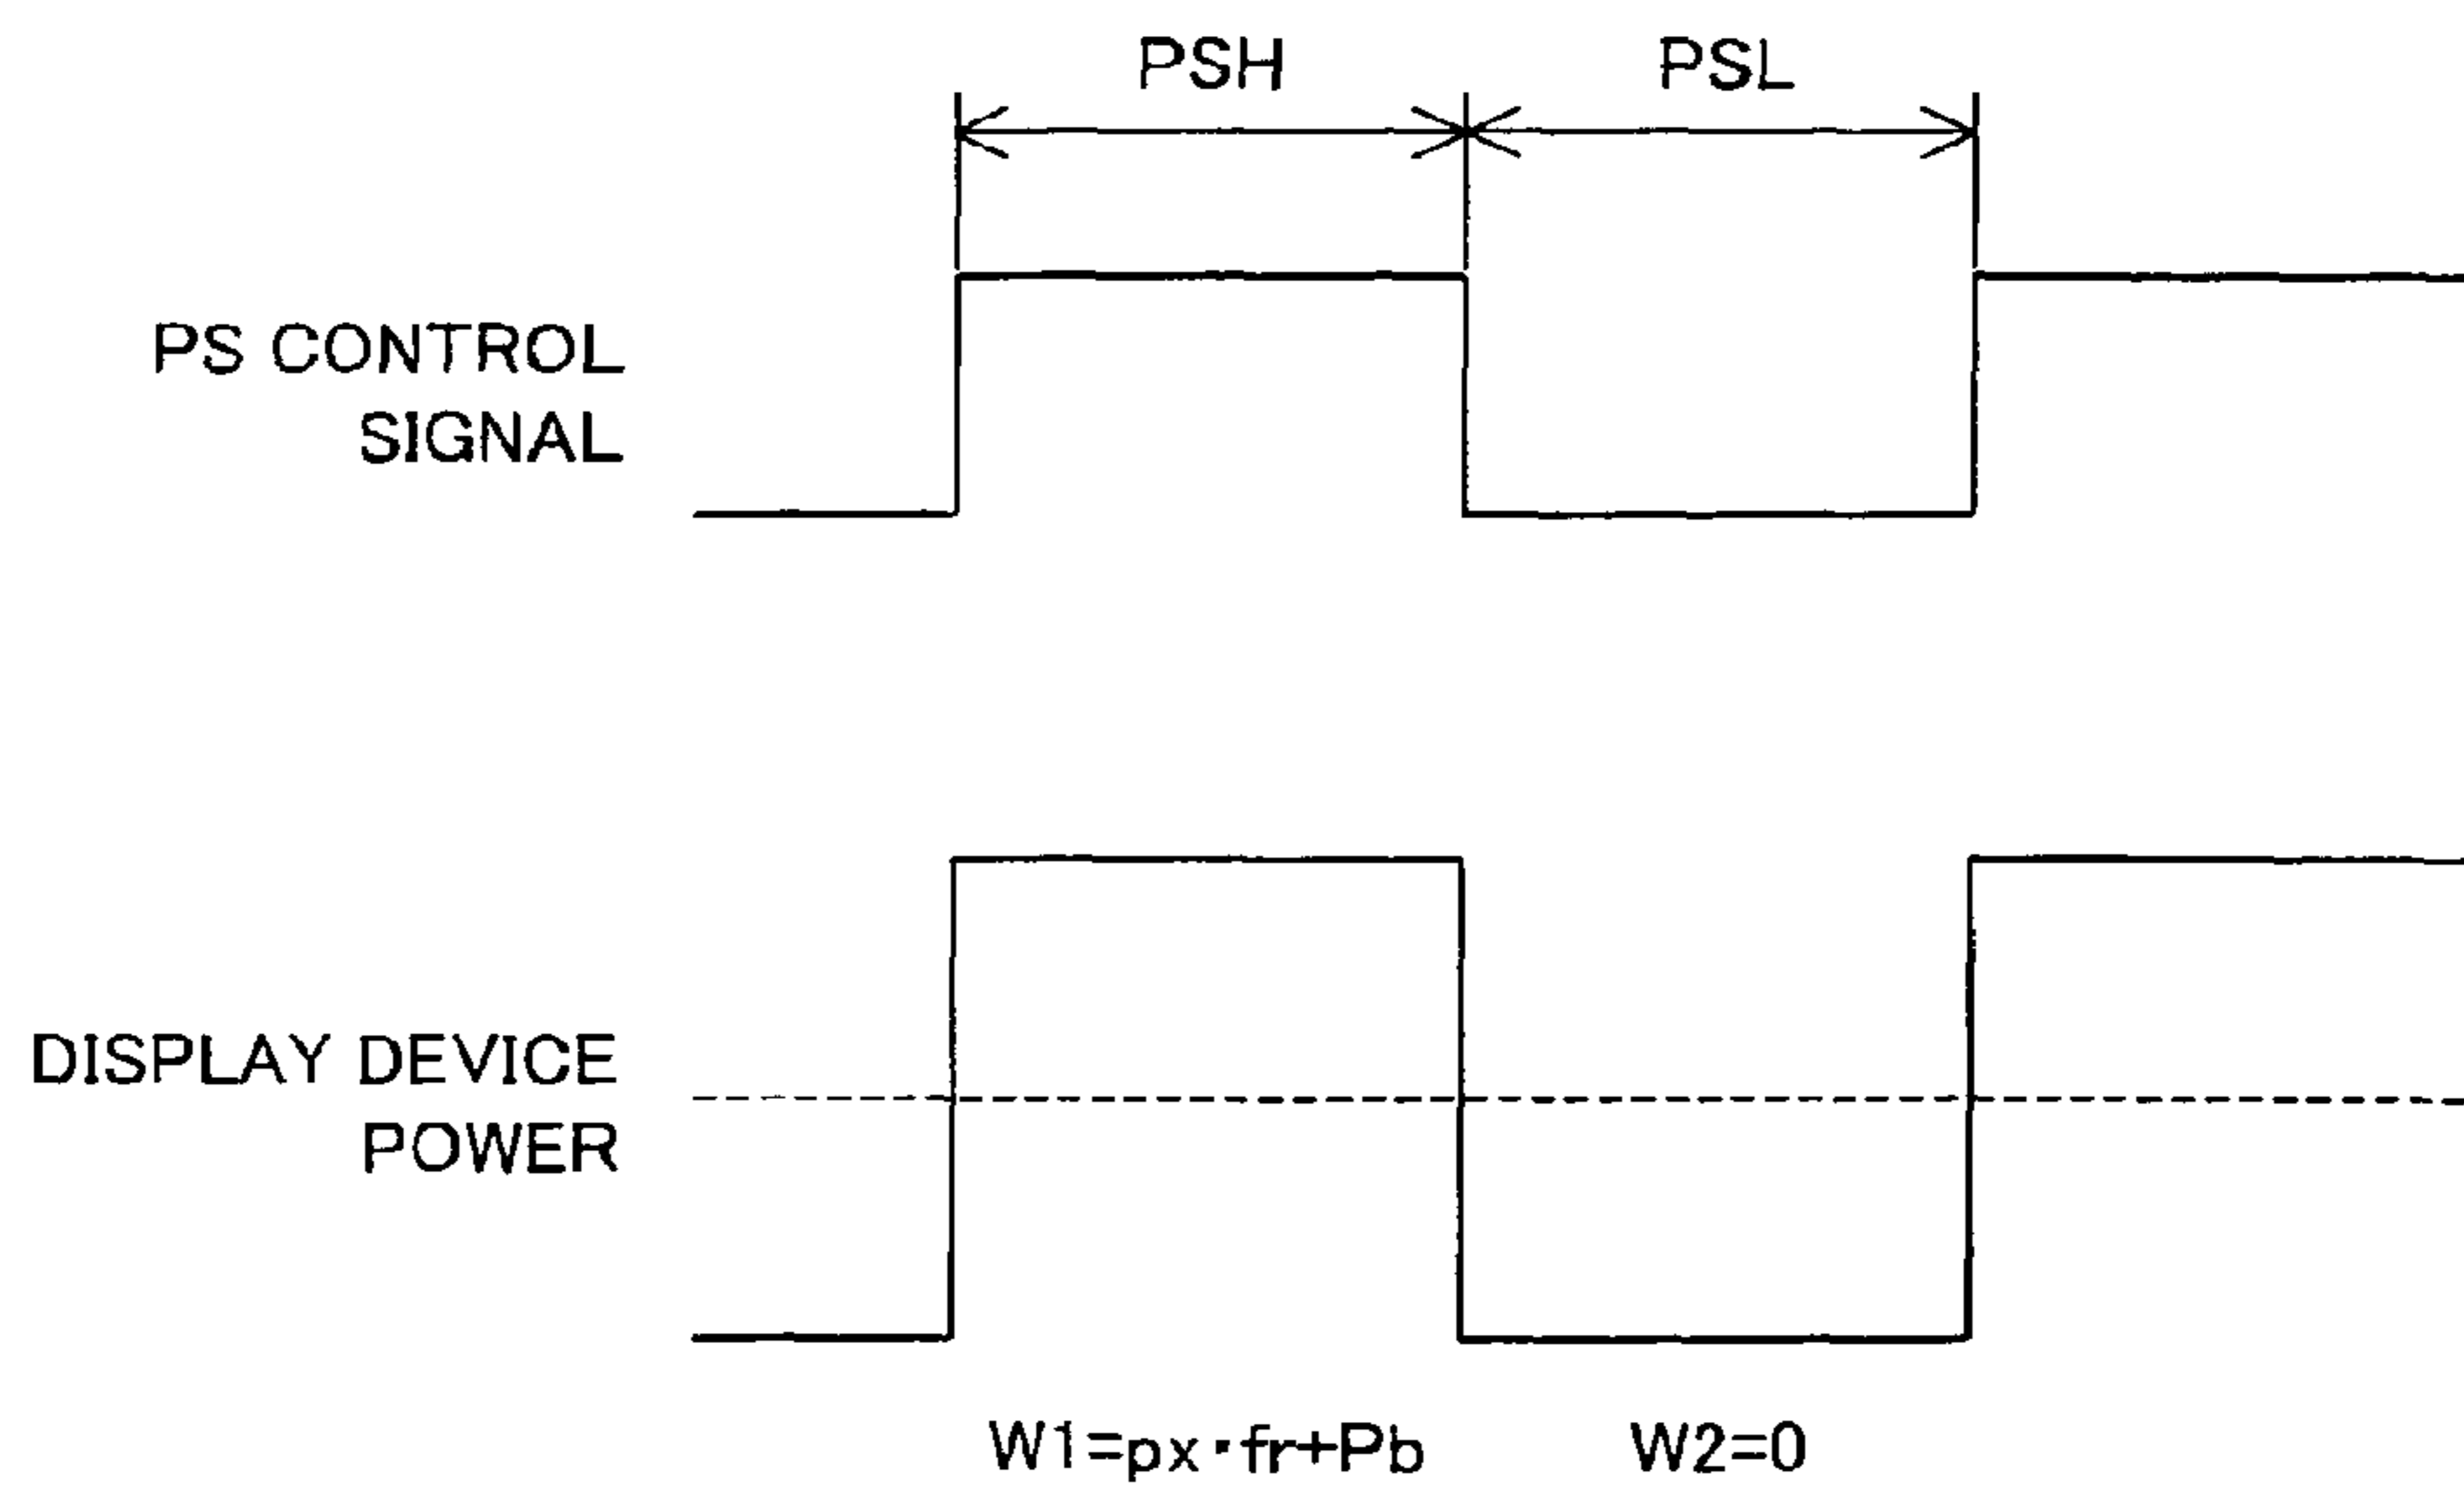 PSH
PSL
PS CONTROL
SIGNAL
DISPLAY DEVICE
POWER
W1=px·fr+Pb
W2=0